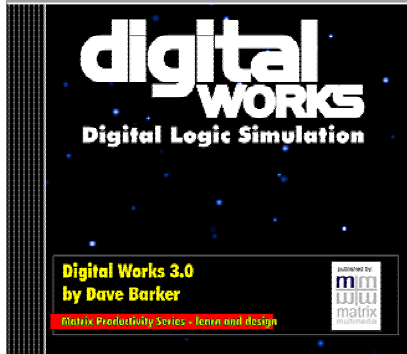 digital
WORKS
Digital Logic Simulation
Digital Works 3.0
by Dave Barker
Matrix Productivity Series - learn and design
published by:
matrix
multimedia